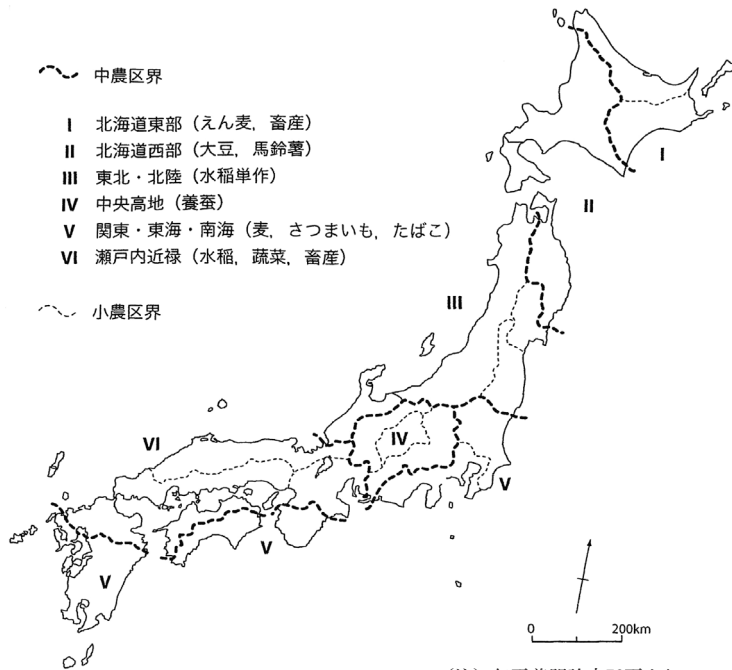 中農区界
I 北海道東部（えん麦，畜産）
II 北海道西部（大豆，馬鈴薯）
III 東北・北陸（水稲単作）
IV 中央高地（養蚕）
V 関東・東海・南海（麦，さつまいも，たばこ）
VI 瀬戸内近禄（水稲，蔬菜，畜産）
小農区界
I
II
III
IV
VI
V
V
V
0 200km